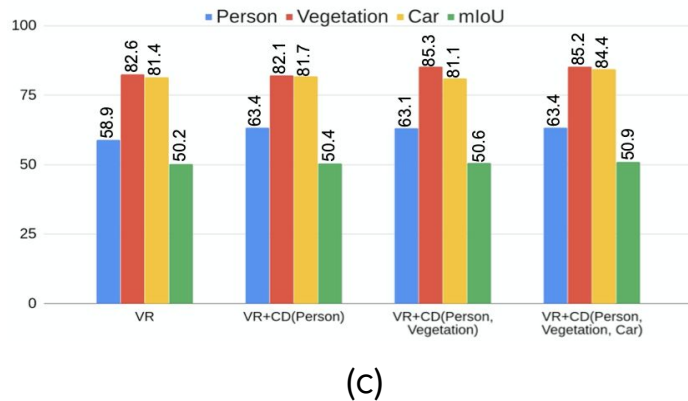 Person Vegetation Car mIoU
100
75
50
25
0
58.9 82.6 81.4 50.2
63.4 82.1 81.7 50.4
63.1 85.3 81.1 50.6
63.4 85.2 84.4 50.9
VR
VR+CD(Person)
VR+CD(Person,
Vegetation)
VR+CD(Person,
Vegetation, Car)
(c)